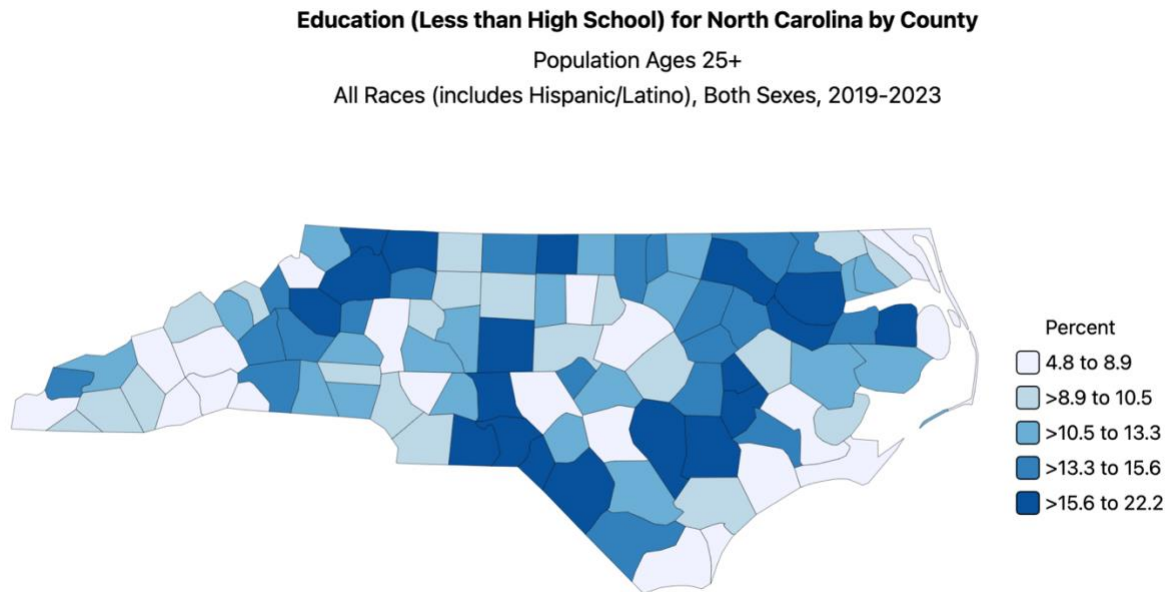 Education (Less than High School) for North Carolina by County
Population Ages 25+
All Races (includes Hispanic/Latino), Both Sexes, 2019-2023
Percent
4.8 to 8.9
>8.9 to 10.5
>10.5 to 13.3
>13.3 to 15.6
>15.6 to 22.2